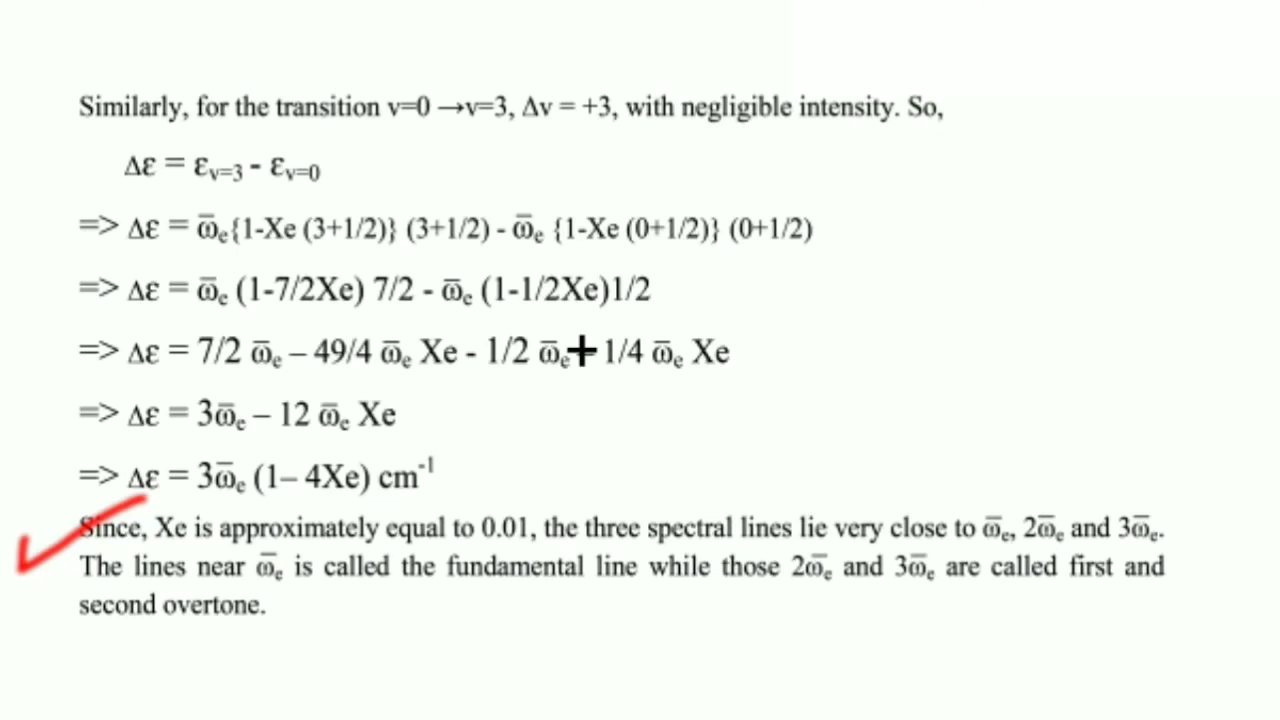 Similarly, for the transition v=0 →v=3, Δv = +3, with negligible intensity. So,
Δε = εv=3 - εv=0
=> Δε = ω̅e{1-Xe (3+1/2)} (3+1/2) - ω̅e {1-Xe (0+1/2)} (0+1/2)
=> Δε = ω̅e (1-7/2Xe) 7/2 - ω̅e (1-1/2Xe)1/2
=> Δε = 7/2 ω̅e – 49/4 ω̅e Xe - 1/2 ω̅e+ 1/4 ω̅e Xe
=> Δε = 3ω̅e – 12 ω̅e Xe
=> Δε = 3ω̅e (1– 4Xe) cm-1
Since, Xe is approximately equal to 0.01, the three spectral lines lie very close to ω̅e, 2ω̅e and 3ω̅e.
The lines near ω̅e is called the fundamental line while those 2ω̅e and 3ω̅e are called first and
second overtone.